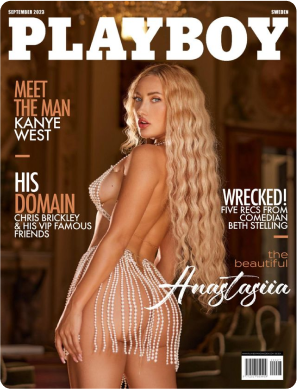 SEPTEMBER 2023
SWEDEN
PLAYBOY
MEET
THE MAN
KANYE
WEST
HIS
DOMAIN
CHRIS BRICKLEY
& HIS VIP FAMOUS
FRIENDS
WRECKED!
FIVE RECS FROM
COMEDIAN
BETH STELLING
the
beautiful
Anastasiia